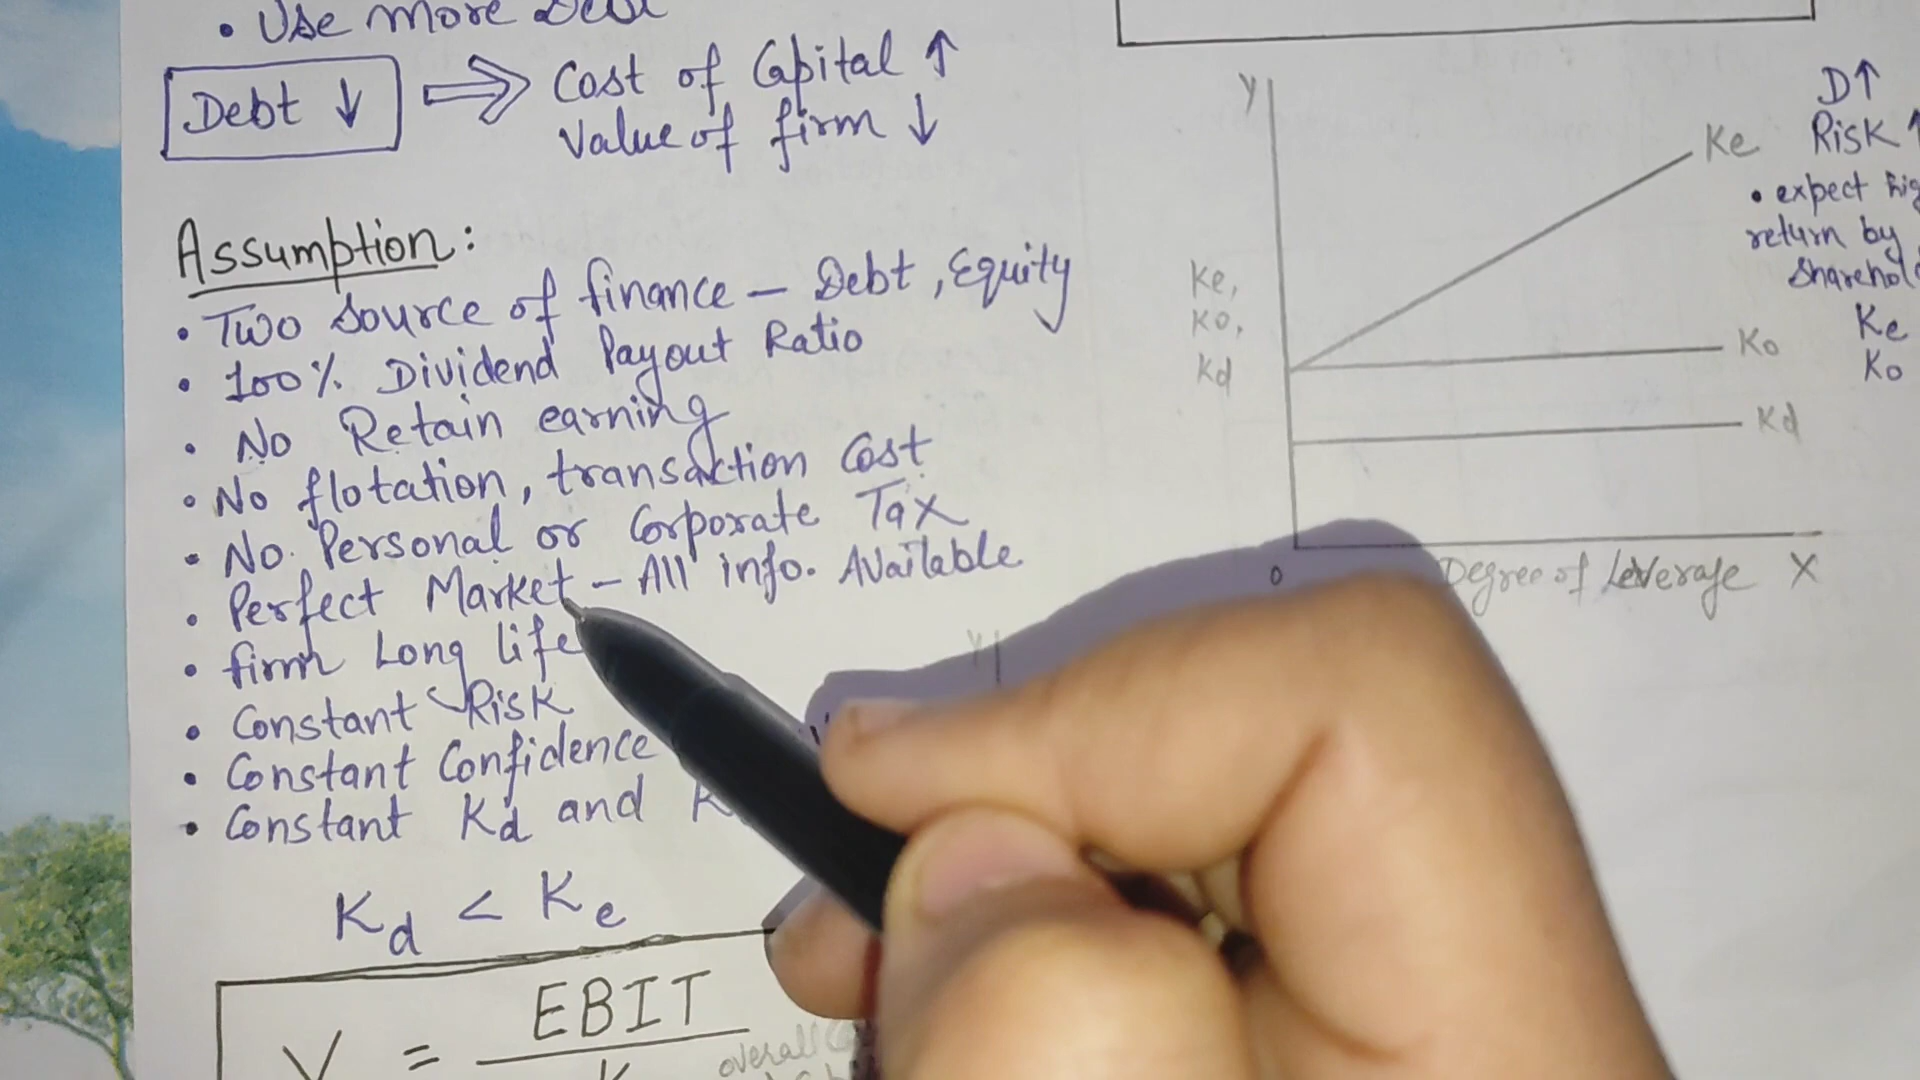 • Use More Debt
Debt ↓ ⇒ Cost of Capital ↑
Value of firm ↓
Assumption:
• Two Source of finance – Debt, Equity
• 100% Dividend Payout Ratio
• No Retain earning
• No flotation, transaction Cost
• No Personal or Corporate Tax
• Perfect Market – All info. Available
• firm Long life
• Constant Risk
• Constant Confidence
• Constant Kd and
Kd < Ke
V = EBIT
overall
Y
Ke,
Ko,
Kd
Ke
Ko
Kd
0
Degree of Leverage X
D↑
Risk ↑
• expect
return by
Ke
Ko
Y